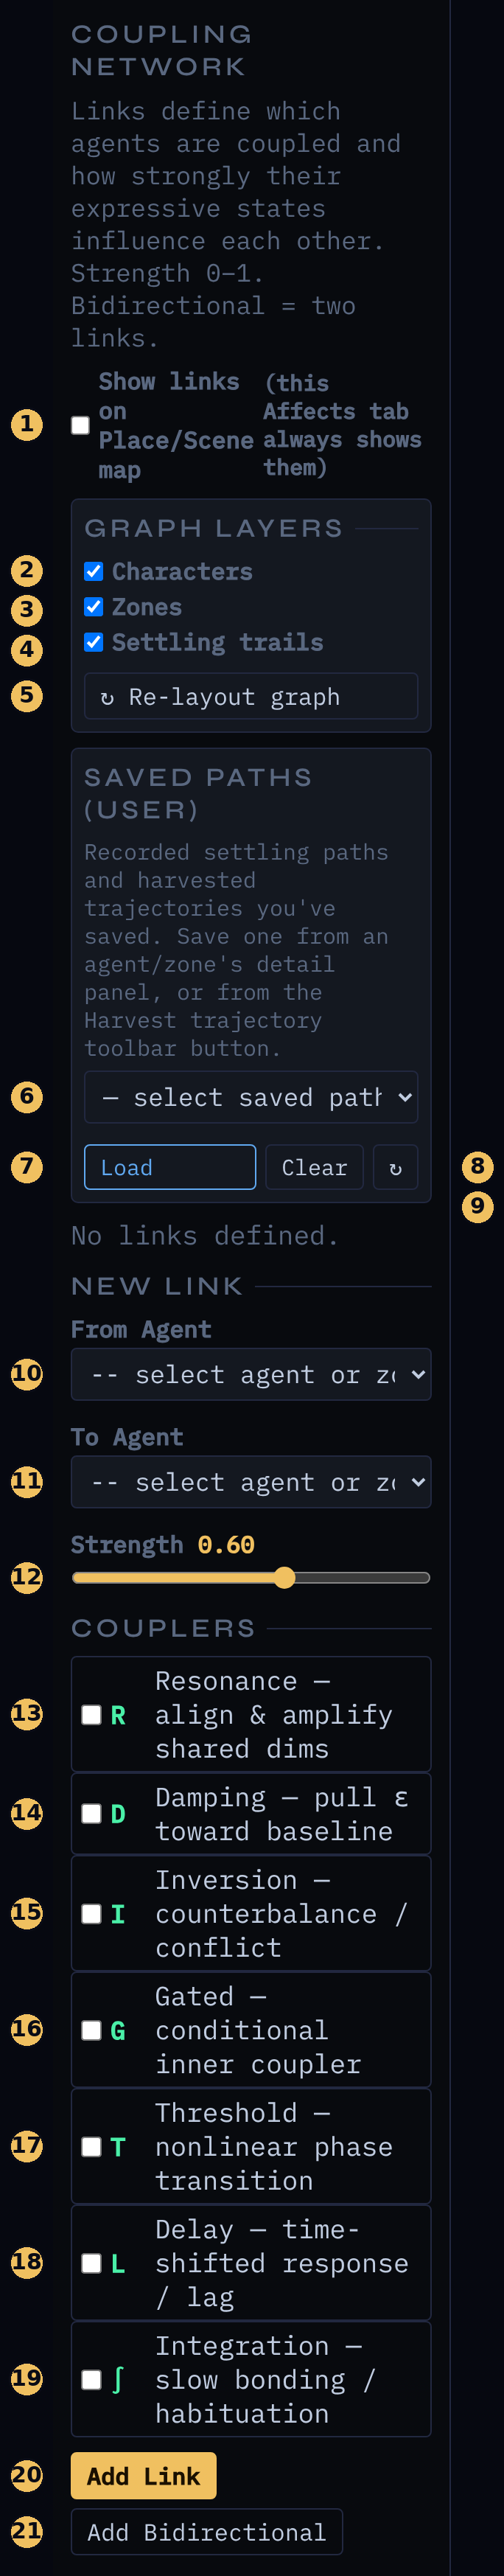 COUPLING
NETWORK
Links define which
agents are coupled and
how strongly their
expressive states
influence each other.
Strength 0–1.
Bidirectional = two
links.
1
Show links
on
Place/Scene
map
(this
Affects tab
always shows
them)
GRAPH LAYERS
2 Characters
3 Zones
4 Settling trails
5 ↻ Re-layout graph
SAVED PATHS
(USER)
Recorded settling paths
and harvested
trajectories you've
saved. Save one from an
agent/zone's detail
panel, or from the
Harvest trajectory
toolbar button.
6 — select saved path
7 Load Clear ↻ 8
9
No links defined.
NEW LINK
From Agent
10 -- select agent or zo
To Agent
11 -- select agent or zo
Strength 0.60
12
COUPLERS
Resonance —
13 R align & amplify
shared dims
Damping — pull ε
14 D toward baseline
Inversion —
15 I counterbalance /
conflict
Gated —
16 G conditional
inner coupler
Threshold —
17 T nonlinear phase
transition
Delay — time-
18 L shifted response
/ lag
Integration —
19 ∫ slow bonding /
habituation
20 Add Link
21 Add Bidirectional